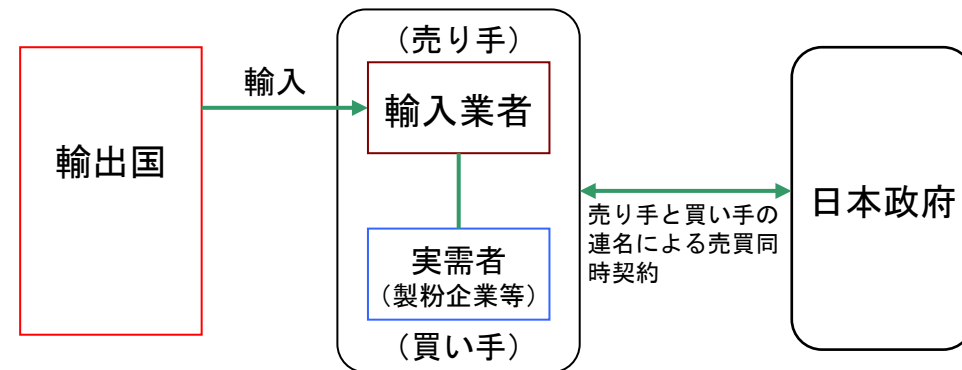 輸出国
輸入
（売り手）
輸入業者
実需者
（製粉企業等）
（買い手）
売り手と買い手の
連名による売買同
時契約
日本政府